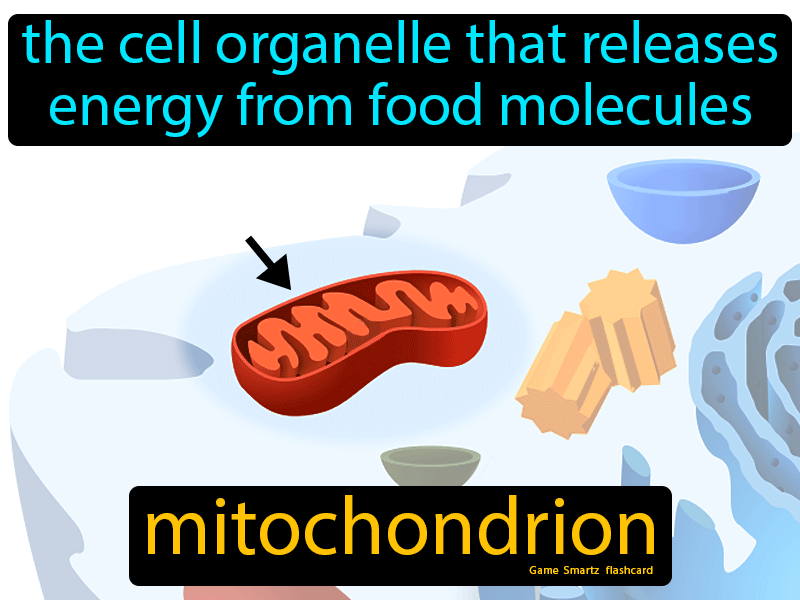 the cell organelle that releases
energy from food molecules
mitochondrion
Game Smartz flashcard